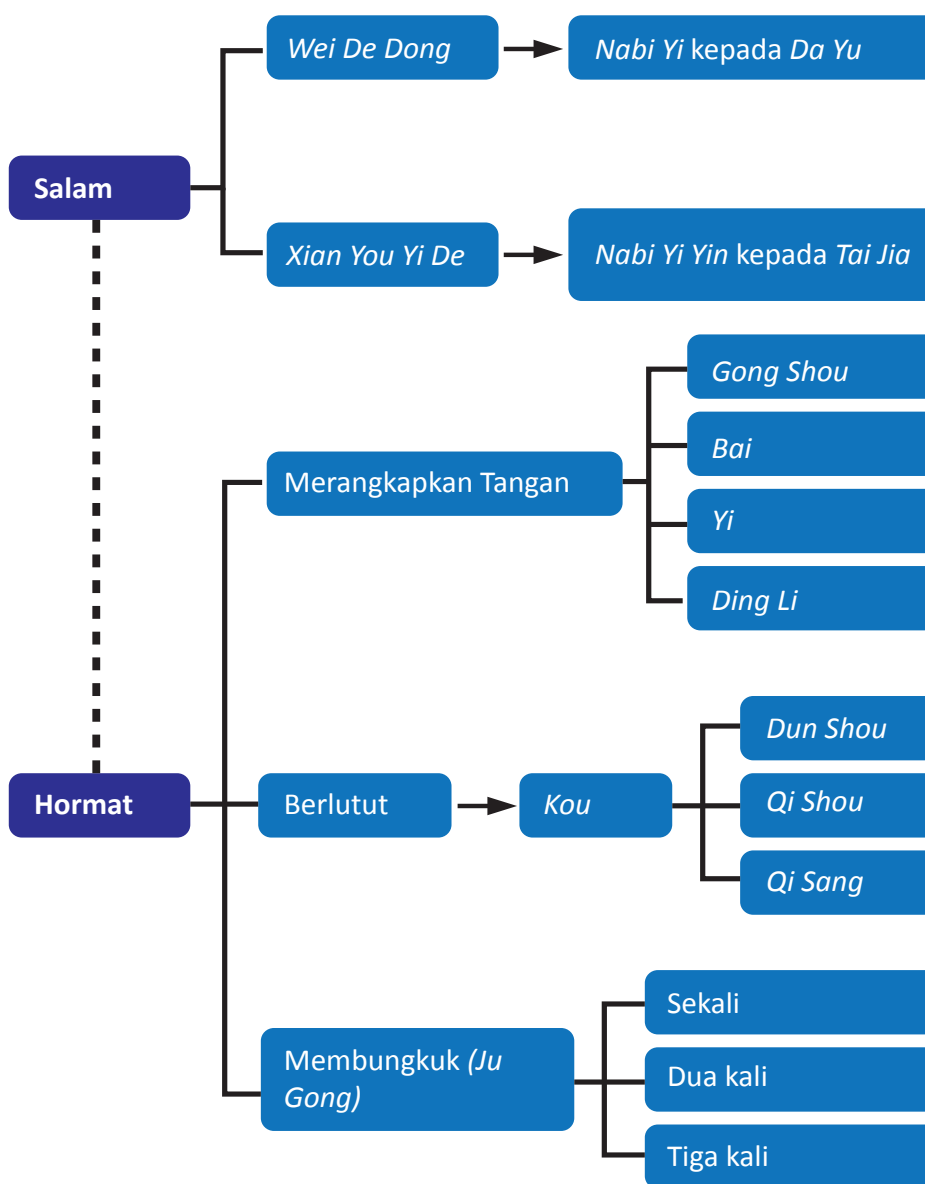 Wei De Dong
Nabi Yi kepada Da Yu
Salam
Xian You Yi De
Nabi Yi Yin kepada Tai Jia
Gong Shou
Merangkapkan Tangan
Bai
Yi
Ding Li
Dun Shou
Hormat
Berlutut
Kou
Qi Shou
Qi Sang
Sekali
Membungkuk (Ju
Gong)
Dua kali
Tiga kali